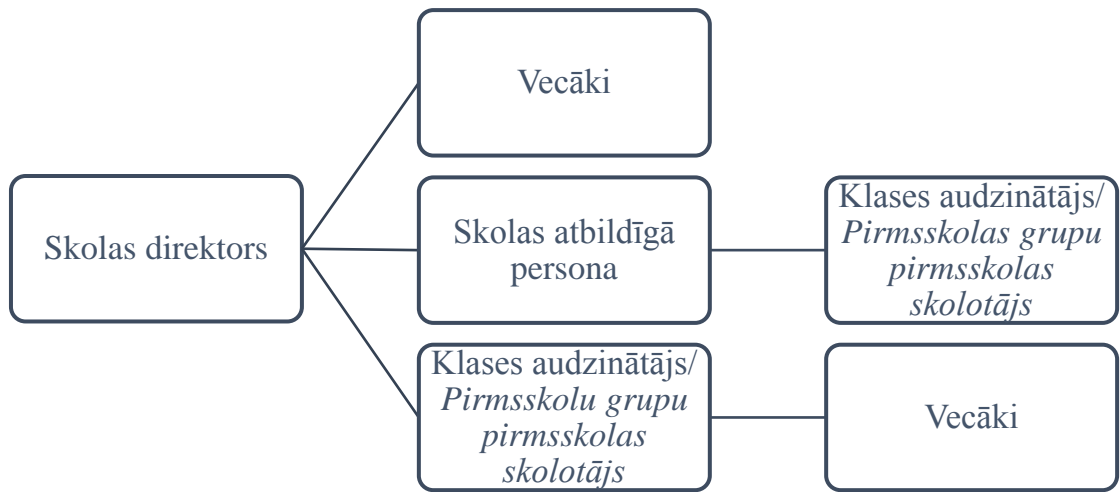 Vecāki
Skolas direktors
Skolas atbildīgā
persona
Klases audzinātājs/
Pirmsskolas grupu
pirmsskolas
skolotājs
Klases audzinātājs/
Pirmsskolu grupu
pirmsskolas
skolotājs
Vecāki